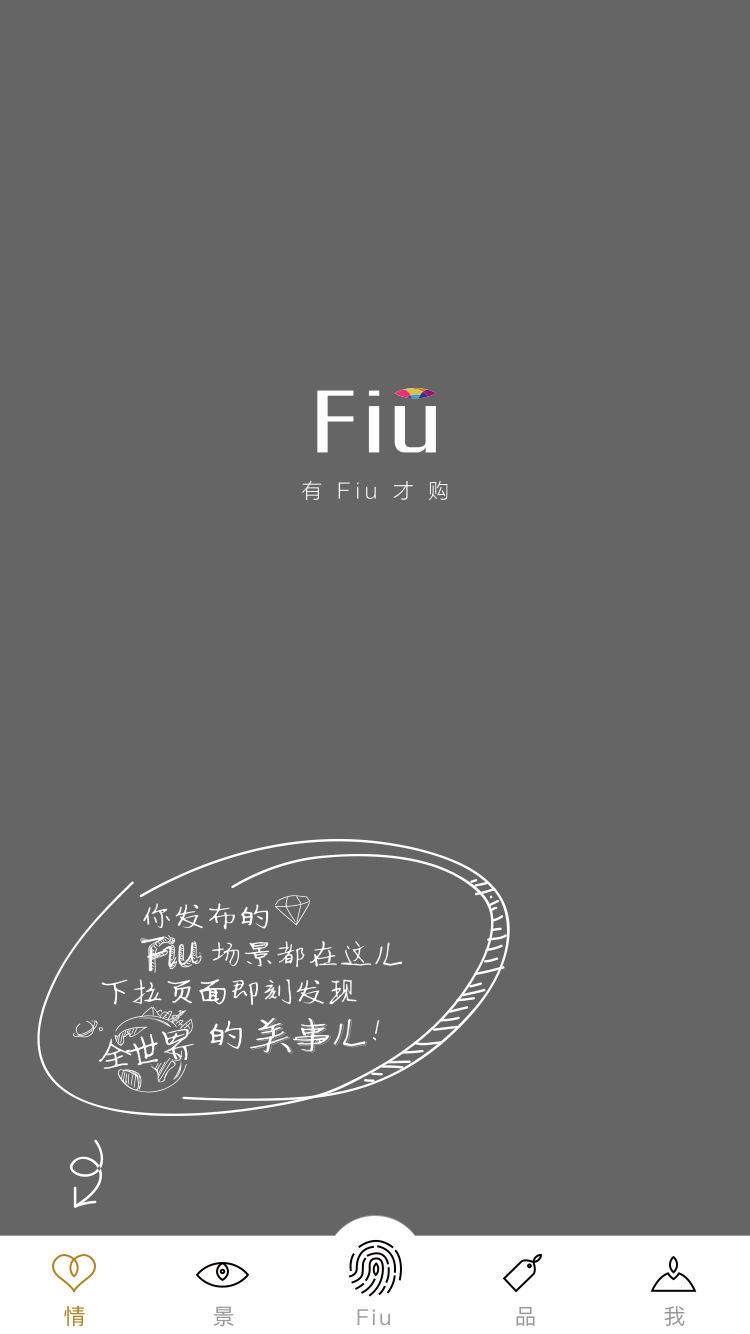 Fiu
有 Fiu 才 购
你发布的
Fiu 场景都在这儿
下拉页面即刻发现
全世界的美事儿!
情 景 Fiu 品 我